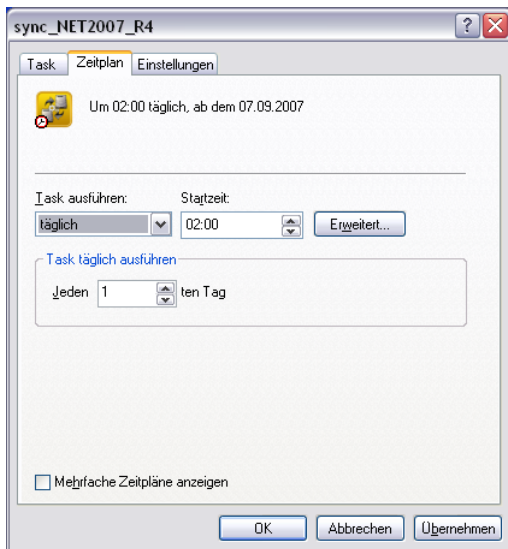 sync_NET2007_R4
Task Zeitplan Einstellungen
Um 02:00 täglich, ab dem 07.09.2007
Task ausführen: Startzeit:
täglich 02:00 Erweitert...
Task täglich ausführen
Jeden 1 ten Tag
Mehrfache Zeitpläne anzeigen
OK Abbrechen Übernehmen